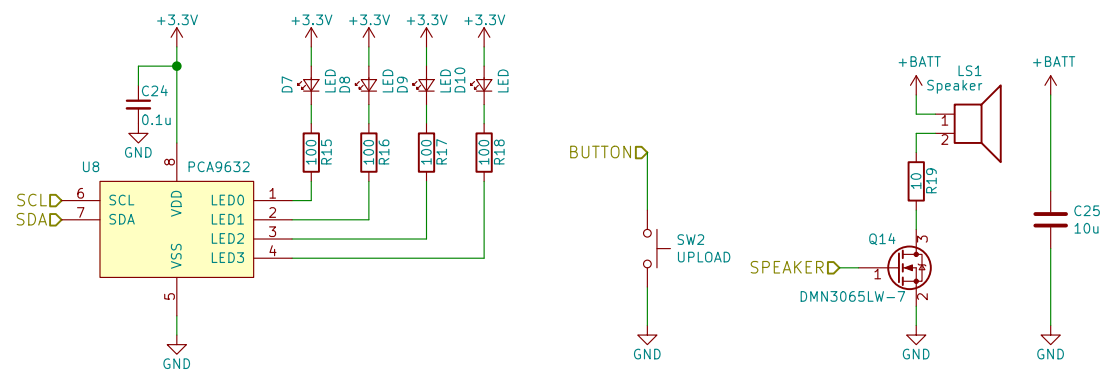 +3.3V
+3.3V
+3.3V
+3.3V
+3.3V
C24
0.1u
GND
D7
LED
D8
LED
D9
LED
D10
LED
100
R15
100
R16
100
R17
100
R18
U8
PCA9632
8
VDD
SCL
6
SCL
SDA
7
SDA
LED0
1
LED1
2
LED2
3
LED3
4
VSS
5
GND
BUTTON
SW2
UPLOAD
GND
+BATT
LS1
Speaker
1
2
10
R19
Q14
3
SPEAKER
1
DMN3065LW-7
2
GND
+BATT
C25
10u
GND